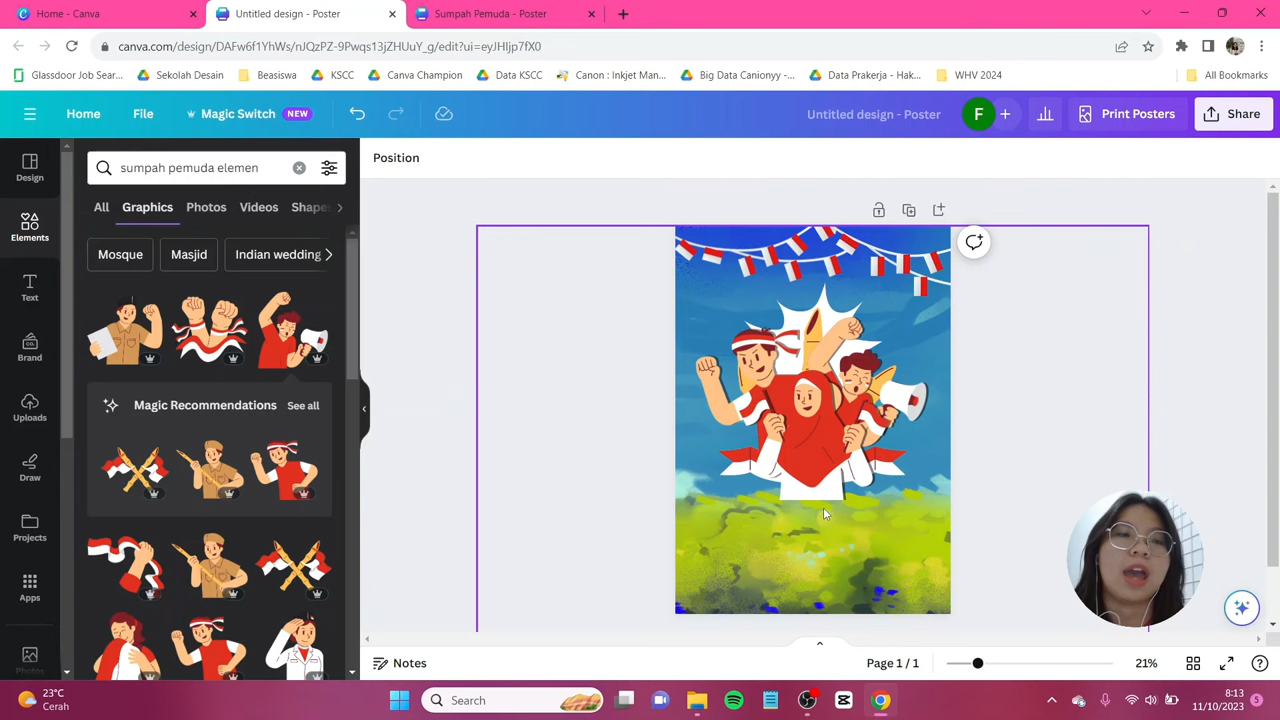 Home - Canva
Untitled design - Poster
Sumpah Pemuda - Poster
canva.com/design/DAFw6f1YhWs/nJQzPZ-9Pwqs13jZHUuY_g/edit?ui=eyJHIjp7fX0
Glassdoor Job Sear...
Sekolah Desain
Beasiswa
KSCC
Canva Champion
Data KSCC
Canon : Inkjet Man...
Big Data Canionyy -...
Data Prakerja - Hak...
WHV 2024
All Bookmarks
Home
File
Magic Switch
NEW
Untitled design - Poster
F
Print Posters
Share
Design
Elements
Text
Brand
Uploads
Draw
Projects
Apps
Photos
sumpah pemuda elemen
All
Graphics
Photos
Videos
Shape
Mosque
Masjid
Indian wedding
Magic Recommendations
See all
Position
Notes
Page 1 / 1
21%
23°C
Cerah
Search
8:13
11/10/2023
5